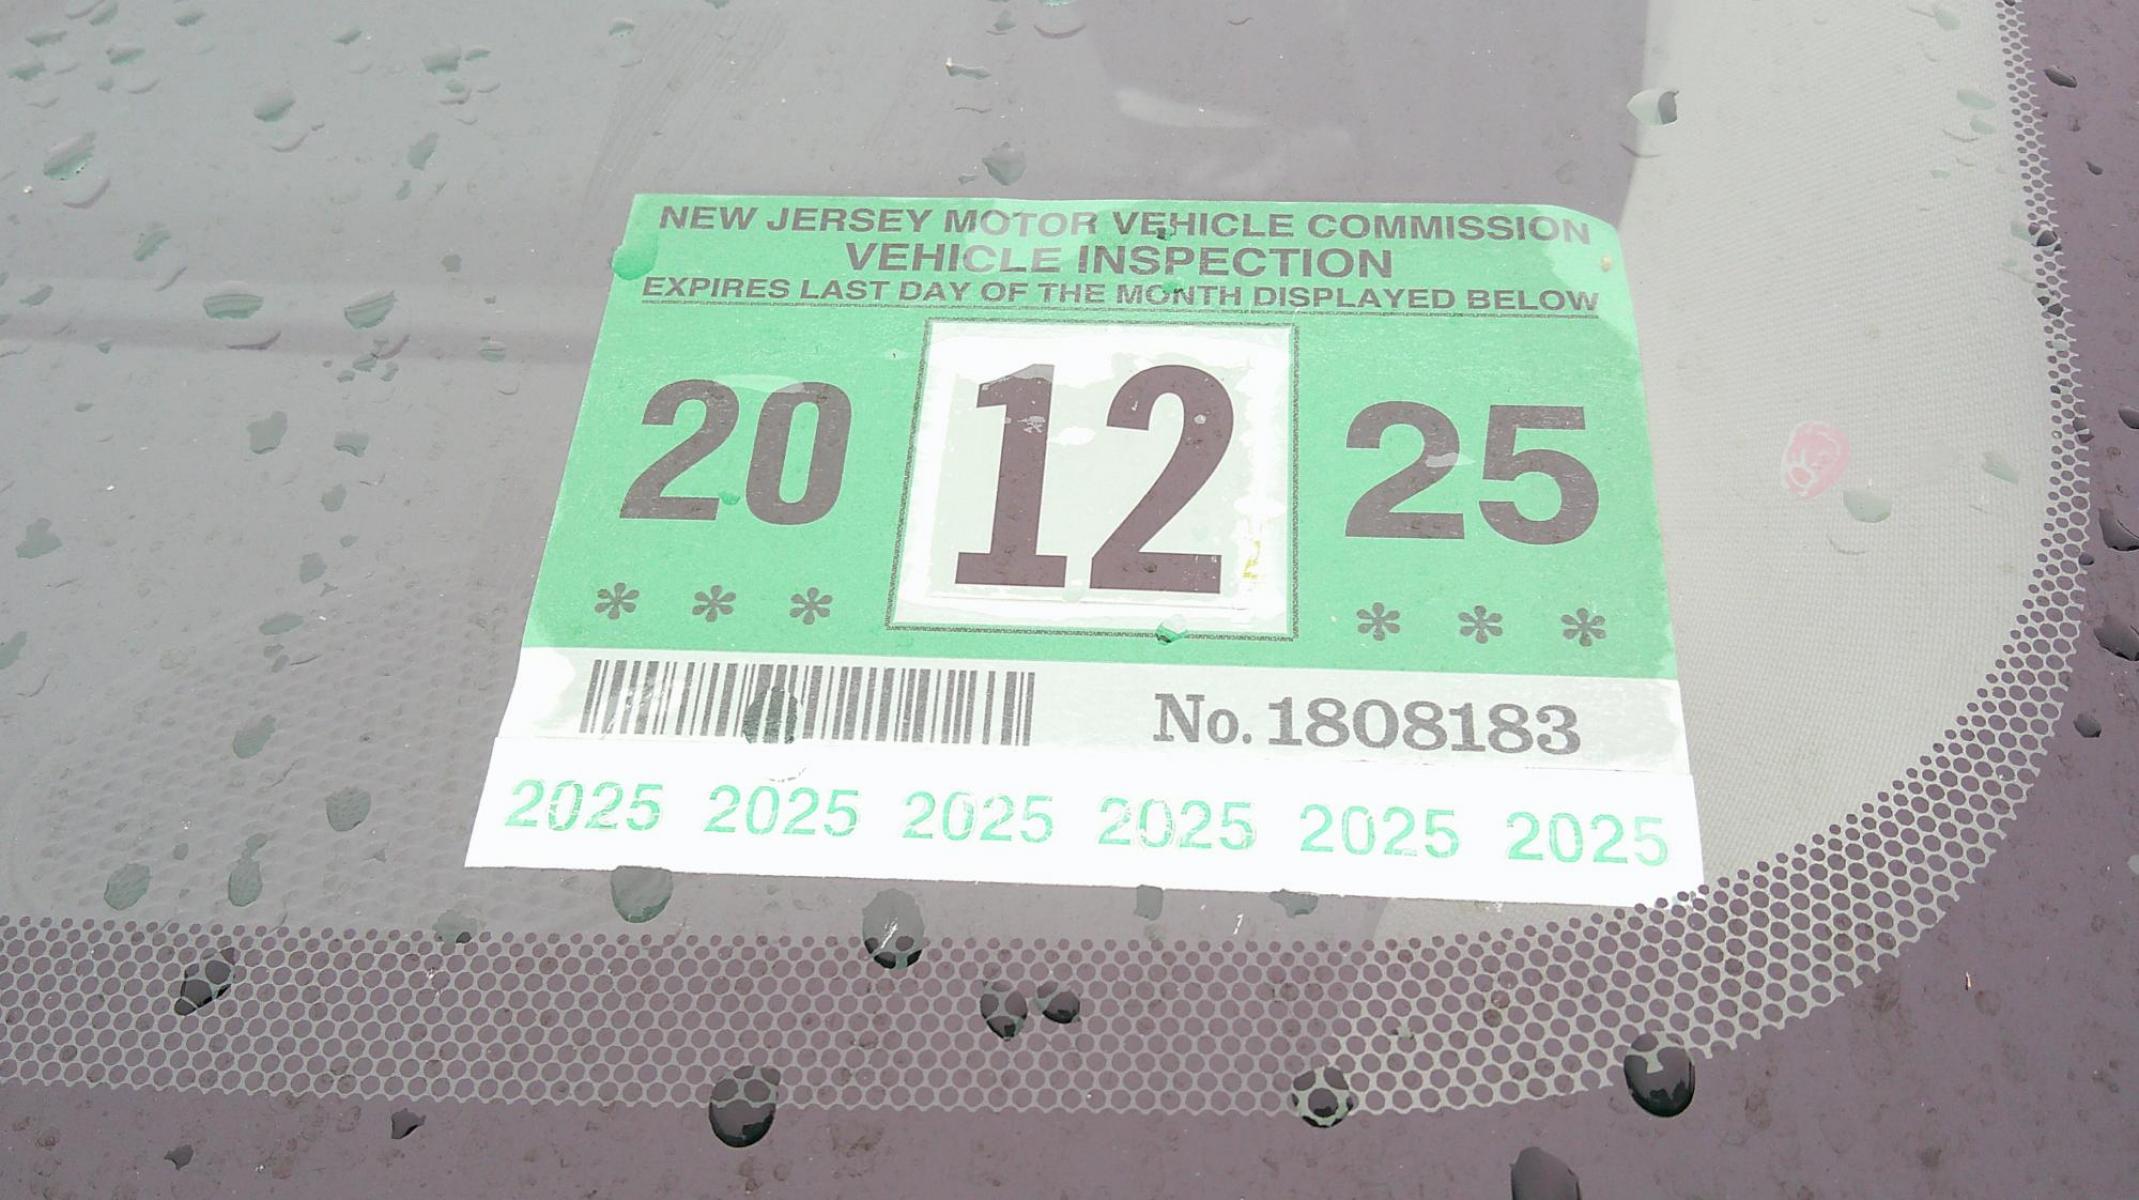 NEW JERSEY MOTOR VEHICLE COMMISSION
VEHICLE INSPECTION
EXPIRES LAST DAY OF THE MONTH DISPLAYED BELOW
20 12 25
* * * * * *
No. 1808183
2025 2025 2025 2025 2025 2025